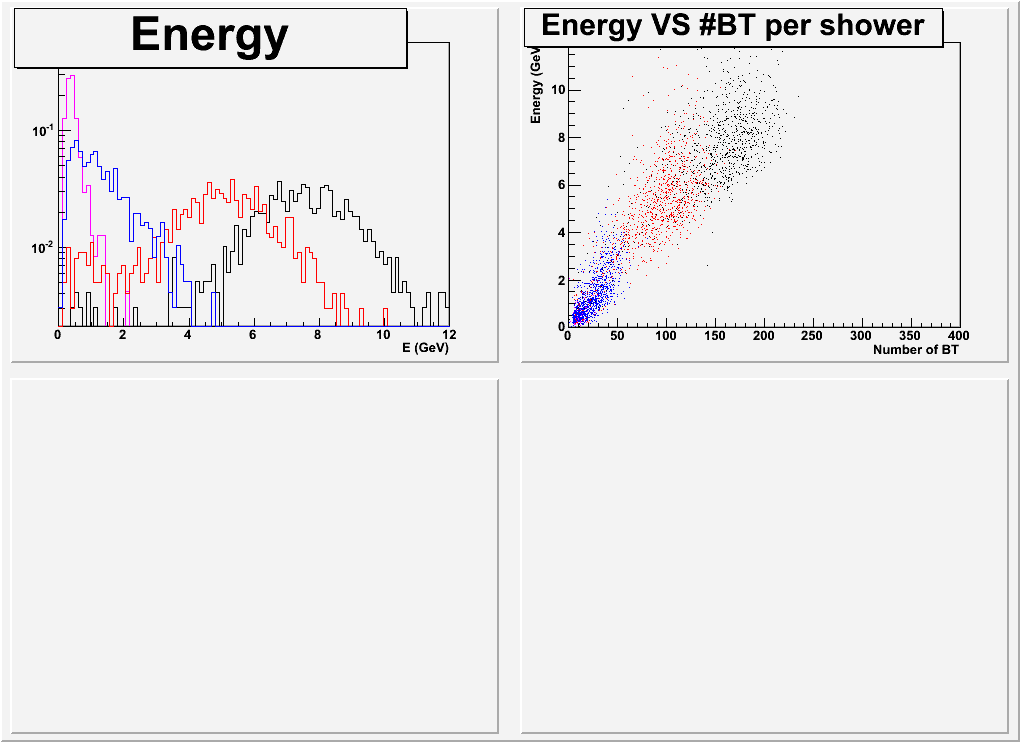 Energy
10-1
10-2
0 2 4 6 8 10 12
E (GeV)
Energy VS #BT per shower
Energy (GeV
10
8
6
4
2
0
0 50 100 150 200 250 300 350 400
Number of BT